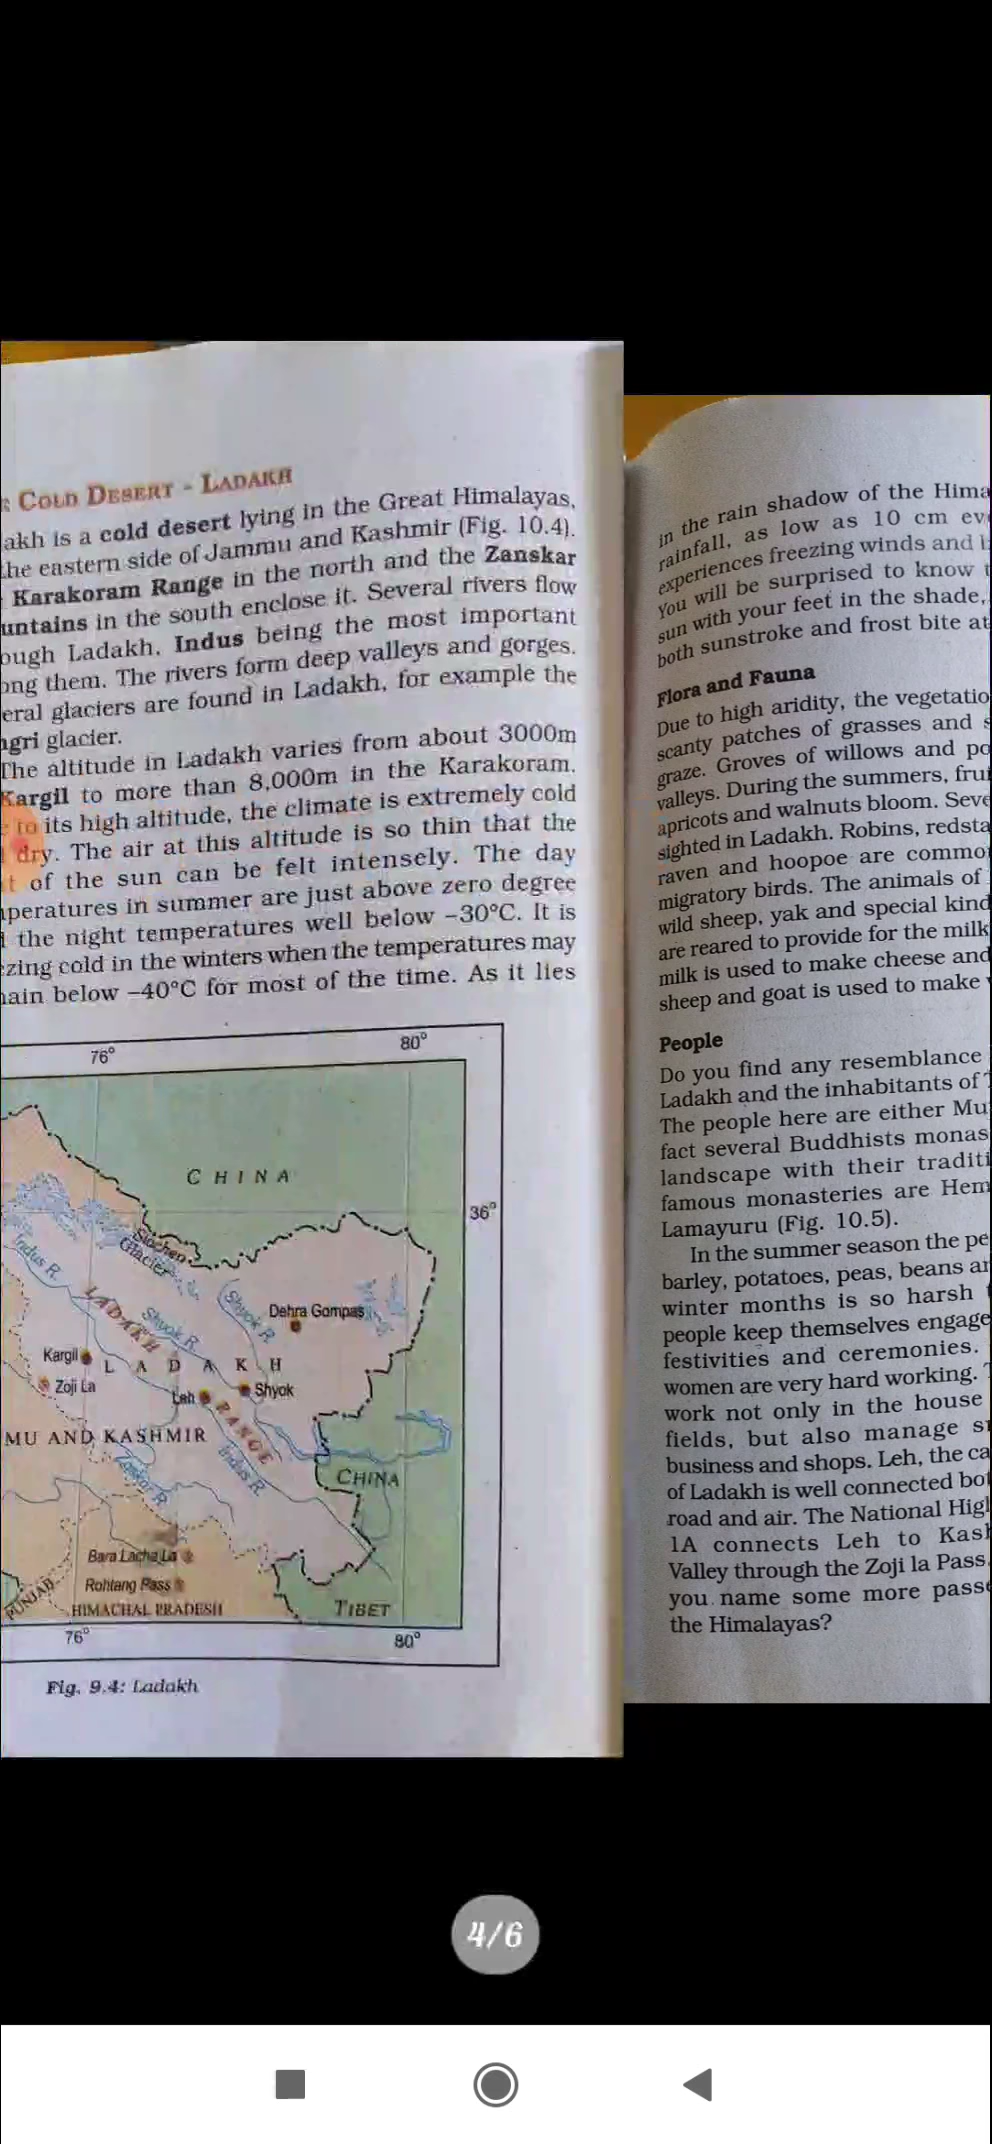 COLD DESERT - LADAKH
akh is a cold desert lying in the Great Himalayas,
the eastern side of Jammu and Kashmir (Fig. 10.4).
Karakoram Range in the north and the Zanskar
untains in the south enclose it. Several rivers flow
ough Ladakh, Indus being the most important
ong them. The rivers form deep valleys and gorges.
eral glaciers are found in Ladakh, for example the
gri glacier.
The altitude in Ladakh varies from about 3000m
Kargil to more than 8,000m in the Karakoram.
to its high altitude, the climate is extremely cold
dry. The air at this altitude is so thin that the
t of the sun can be felt intensely. The day
peratures in summer are just above zero degree
the night temperatures well below –30°C. It is
zing cold in the winters when the temperatures may
ain below –40°C for most of the time. As it lies
76°
80°
CHINA
36°
Siachen
Glacier
Indus R.
LADAKH
Shyok R.
Shyok R.
Dehra Gompas
Kargil
LADAKH
Zoji La
Leh
Shyok
RANGE
MU AND KASHMIR
Zaskar R.
Indus R.
CHINA
Bara Lacha La
Rohtang Pass
PUNJAB
HIMACHAL PRADESH
TIBET
76°
80°
Fig. 9.4: Ladakh
in the rain shadow of the Hima
rainfall, as low as 10 cm ev
experiences freezing winds and
You will be surprised to know
sun with your feet in the shade,
both sunstroke and frost bite at
Flora and Fauna
Due to high aridity, the vegetatio
scanty patches of grasses and s
graze. Groves of willows and po
valleys. During the summers, frui
apricots and walnuts bloom. Seve
sighted in Ladakh. Robins, redsta
raven and hoopoe are commo
migratory birds. The animals of
wild sheep, yak and special kind
are reared to provide for the milk
milk is used to make cheese and
sheep and goat is used to make
People
Do you find any resemblance
Ladakh and the inhabitants of
The people here are either Mu
fact several Buddhists monas
landscape with their traditi
famous monasteries are Hem
Lamayuru (Fig. 10.5).
In the summer season the pe
barley, potatoes, peas, beans ar
winter months is so harsh
people keep themselves engage
festivities and ceremonies.
women are very hard working.
work not only in the house
fields, but also manage s
business and shops. Leh, the ca
of Ladakh is well connected bot
road and air. The National Higl
1A connects Leh to Kash
Valley through the Zoji la Pass.
you name some more passe
the Himalayas?
4/6